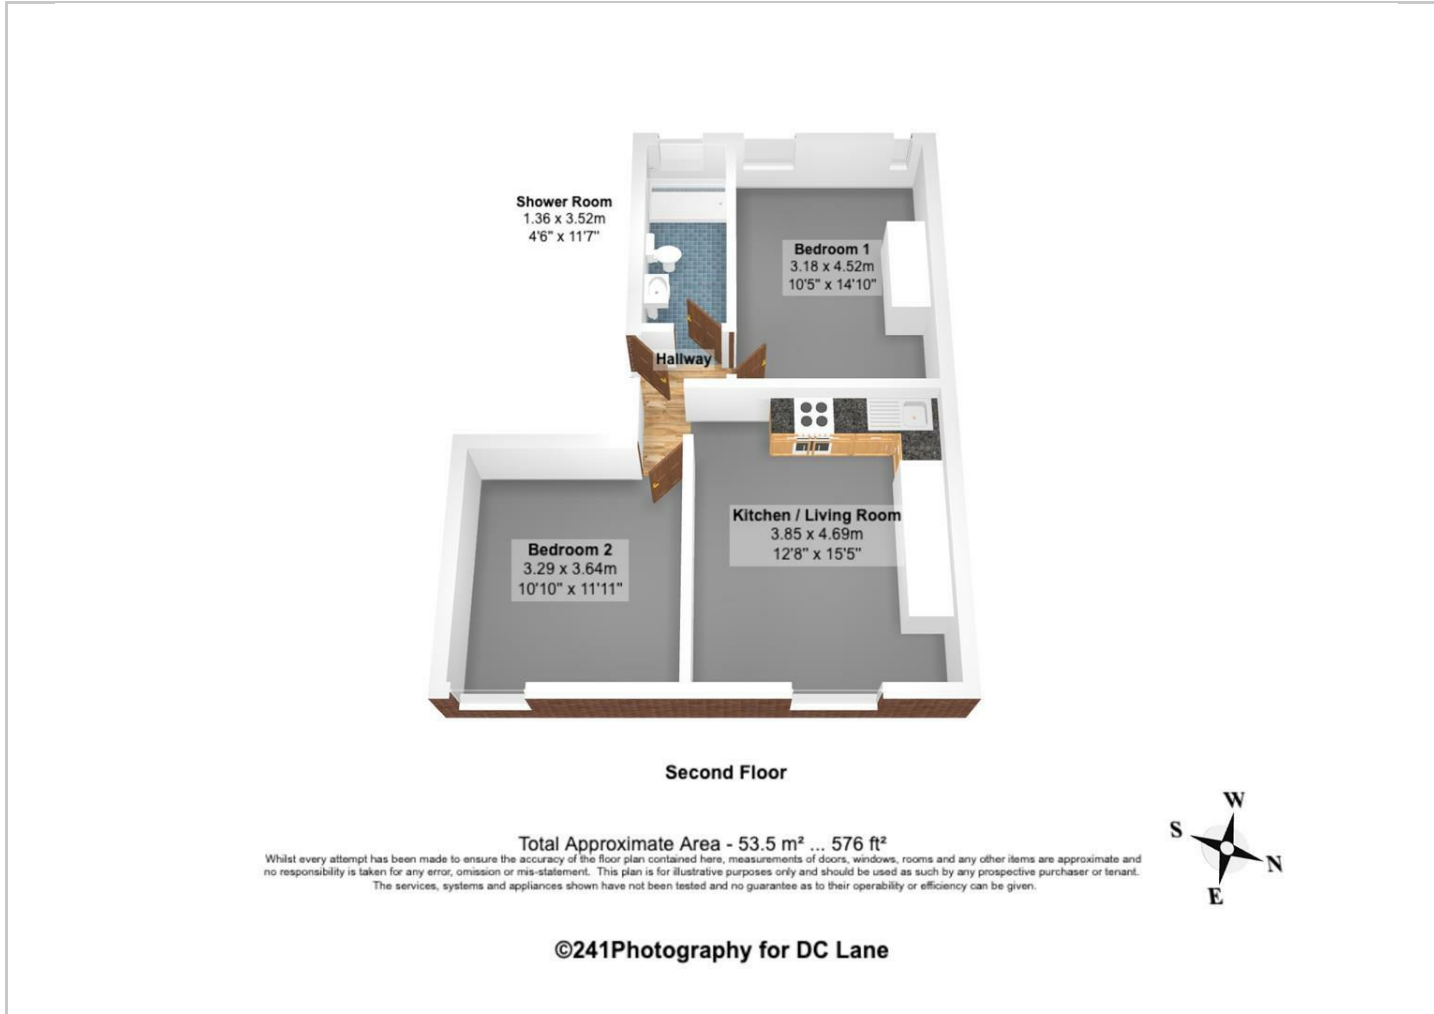 Shower Room
1.36 x 3.52m
4'6" x 11'7"
Bedroom 1
3.18 x 4.52m
10'5" x 14'10"
Hallway
Kitchen / Living Room
3.85 x 4.69m
12'8" x 15'5"
Bedroom 2
3.29 x 3.64m
10'10" x 11'11"
Second Floor
Total Approximate Area - 53.5 m² ... 576 ft²
Whilst every attempt has been made to ensure the accuracy of the floor plan contained here, measurements of doors, windows, rooms and any other items are approximate and
no responsibility is taken for any error, omission or mis-statement. This plan is for illustrative purposes only and should be used as such by any prospective purchaser or tenant.
The services, systems and appliances shown have not been tested and no guarantee as to their operability or efficiency can be given.
W
S
N
E
©241Photography for DC Lane